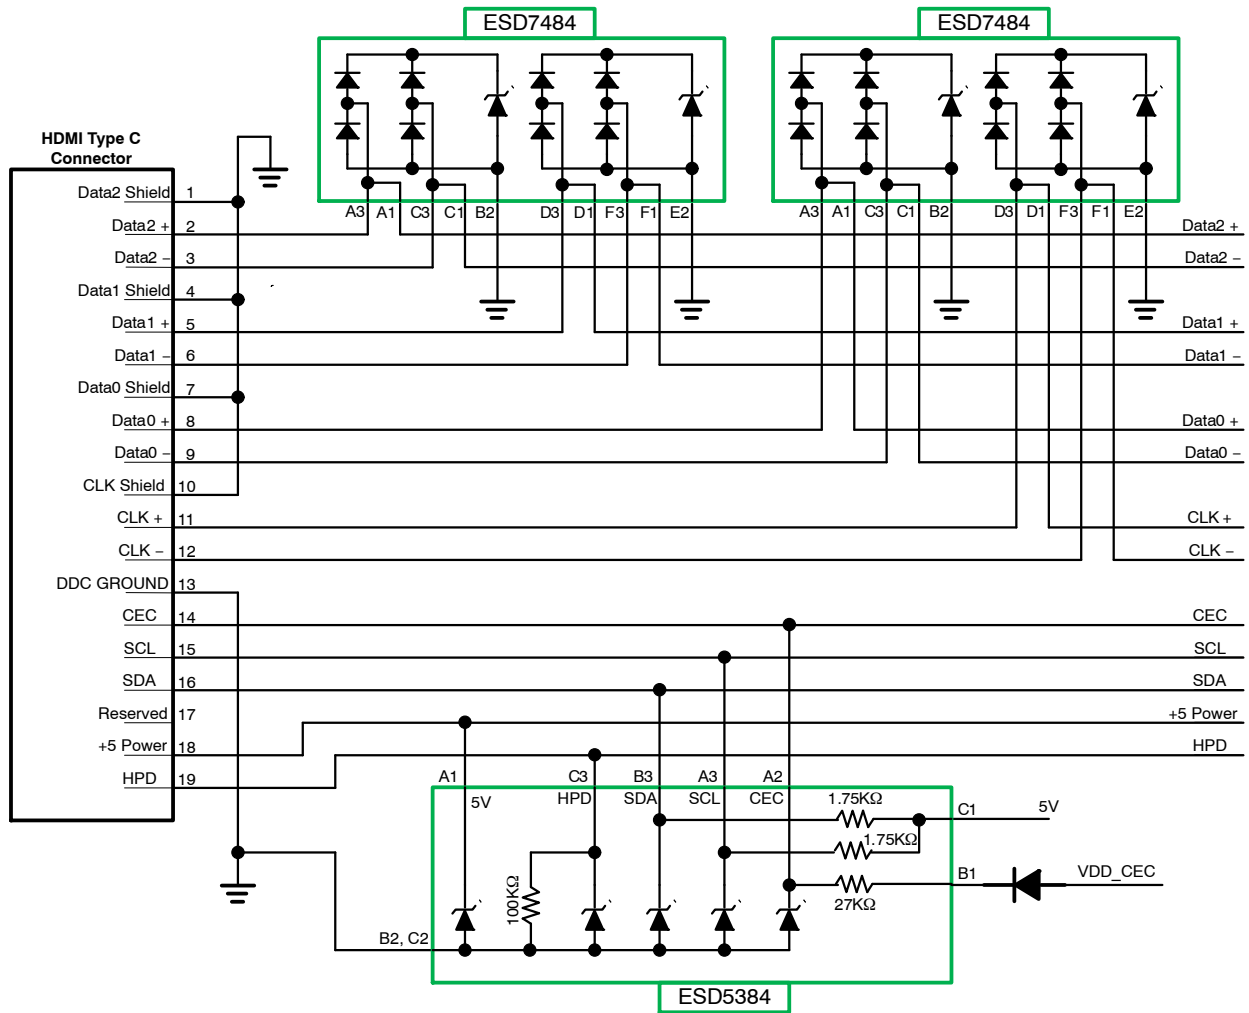 ESD7484
ESD7484
HDMI Type C
Connector
Data2 Shield 1
Data2 + 2
Data2 − 3
Data1 Shield 4
Data1 + 5
Data1 − 6
Data0 Shield 7
Data0 + 8
Data0 − 9
CLK Shield 10
CLK + 11
CLK − 12
DDC GROUND 13
CEC 14
SCL 15
SDA 16
Reserved 17
+5 Power 18
HPD 19
A3 A1 C3 C1 B2 D3 D1 F3 F1 E2
A3 A1 C3 C1 B2 D3 D1 F3 F1 E2
Data2 +
Data2 −
Data1 +
Data1 −
Data0 +
Data0 −
CLK +
CLK −
CEC
SCL
SDA
+5 Power
HPD
A1 C3 B3 A3 A2
5V HPD SDA SCL CEC
1.75KΩ
C1 5V
1.75KΩ
B1 VDD_CEC
27KΩ
100KΩ
B2, C2
ESD5384